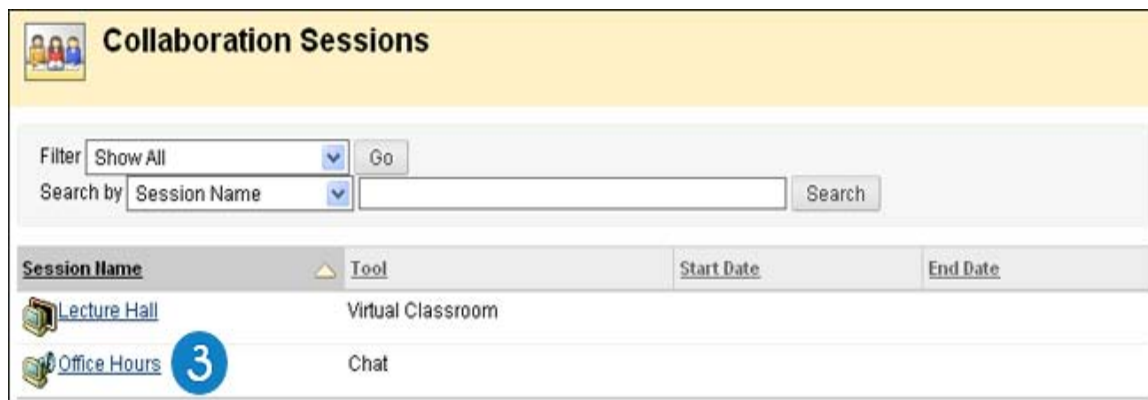 Collaboration Sessions
Filter Show All Go
Search by Session Name Search
Session Name Tool Start Date End Date
Lecture Hall Virtual Classroom
Office Hours 3 Chat